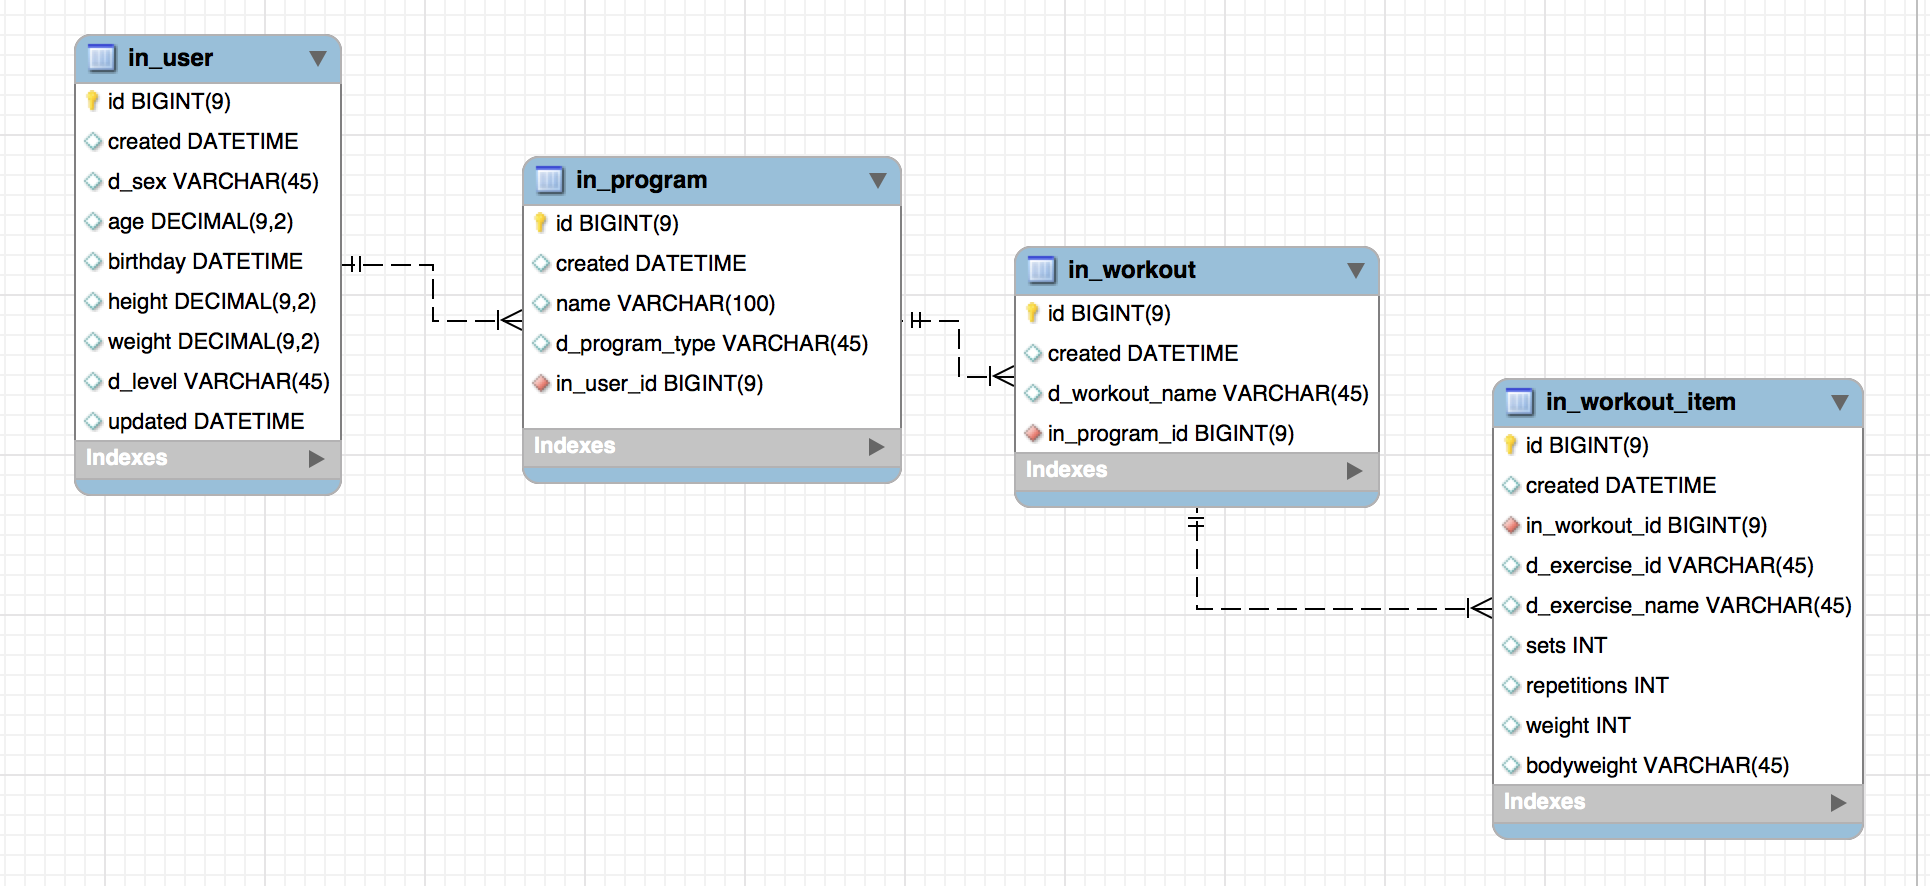 in_user
id BIGINT(9)
created DATETIME
d_sex VARCHAR(45)
age DECIMAL(9,2)
birthday DATETIME
height DECIMAL(9,2)
weight DECIMAL(9,2)
d_level VARCHAR(45)
updated DATETIME
Indexes
in_program
id BIGINT(9)
created DATETIME
name VARCHAR(100)
d_program_type VARCHAR(45)
in_user_id BIGINT(9)
Indexes
in_workout
id BIGINT(9)
created DATETIME
d_workout_name VARCHAR(45)
in_program_id BIGINT(9)
Indexes
in_workout_item
id BIGINT(9)
created DATETIME
in_workout_id BIGINT(9)
d_exercise_id VARCHAR(45)
d_exercise_name VARCHAR(45)
sets INT
repetitions INT
weight INT
bodyweight VARCHAR(45)
Indexes